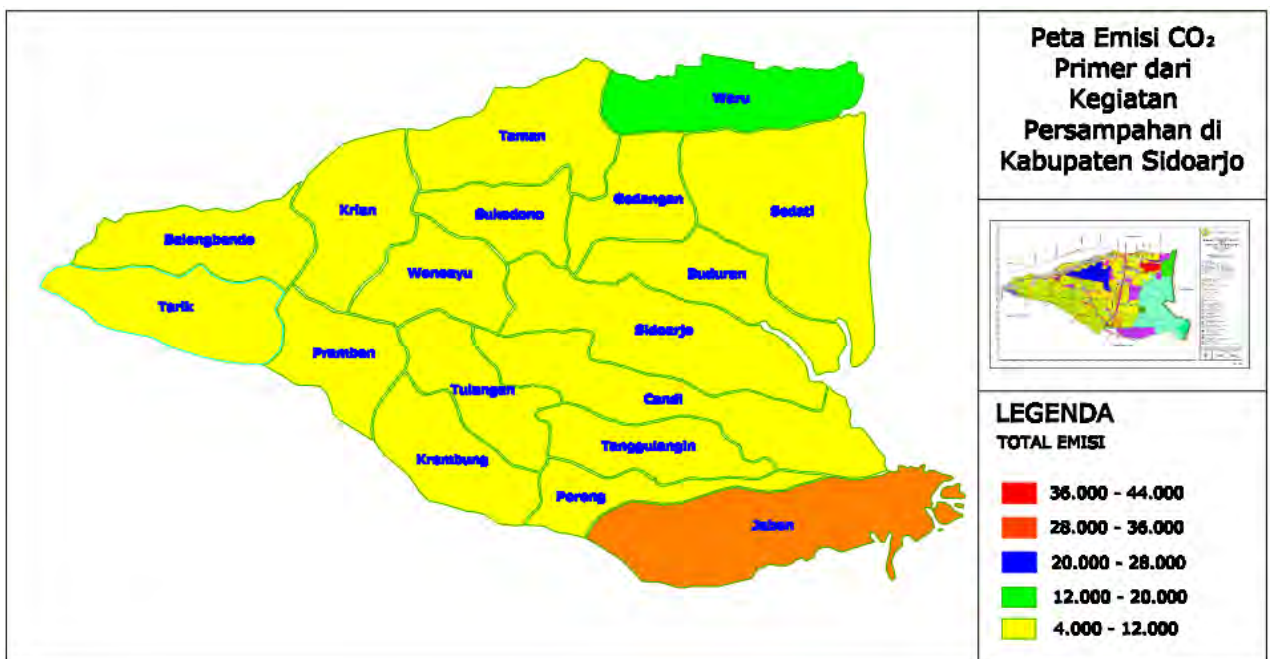 Peta Emisi CO₂
Primer dari
Kegiatan
Persampahan di
Kabupaten Sidoarjo
Waru
Taman
Gedangan
Sedati
Krian
Sukodono
Balongbendo
Wonoayu
Buduran
Tarik
Sidoarjo
Prambon
Tulangan
Candi
Tanggulangin
Krembung
Porong
Jabon
LEGENDA
TOTAL EMISI
36.000 - 44.000
28.000 - 36.000
20.000 - 28.000
12.000 - 20.000
4.000 - 12.000